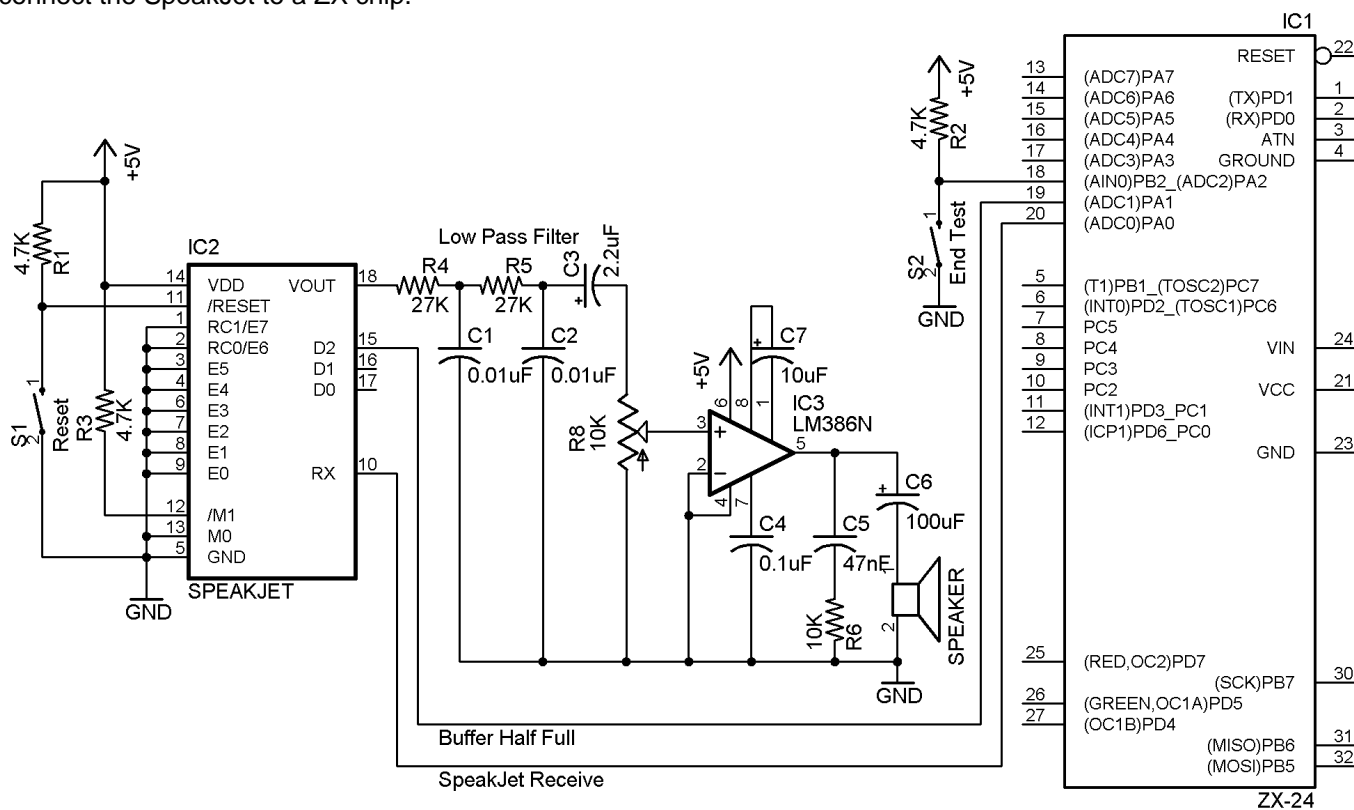 connect the SpeakJet to a ZX chip.
IC1
RESET 22
13 (ADC7)PA7
14 (ADC6)PA6 (TX)PD1 1
15 (ADC5)PA5 (RX)PD0 2
16 (ADC4)PA4 ATN 3
17 (ADC3)PA3 GROUND 4
18 (AIN0)PB2_(ADC2)PA2
19 (ADC1)PA1
20 (ADC0)PA0
5 (T1)PB1_(TOSC2)PC7
6 (INT0)PD2_(TOSC1)PC6
7 PC5
8 PC4 VIN 24
9 PC3
10 PC2 VCC 21
11 (INT1)PD3_PC1
12 (ICP1)PD6_PC0
GND 23
25 (RED,OC2)PD7
(SCK)PB7 30
26 (GREEN,OC1A)PD5
27 (OC1B)PD4
(MISO)PB6 31
(MOSI)PB5 32
ZX-24
+5V
4.7K
R2
1
S2
2
End Test
GND
+5V
4.7K
R1
1
S1
2
Reset
R3
4.7K
IC2
14 VDD VOUT 18
11 /RESET
1 RC1/E7
2 RC0/E6 D2 15
3 E5 D1 16
4 E4 D0 17
6 E3
7 E2
8 E1
9 E0 RX 10
12 /M1
13 M0
5 GND
SPEAKJET
GND
Low Pass Filter
R4
27K
R5
27K
C3
2.2uF
+
C1
0.01uF
C2
0.01uF
R8
10K
+5V
C7
+
10uF
IC3
LM386N
6
8
1
3 +
2 -
5
4
7
C4
0.1uF
C5
47nF
+
C6
100uF
10K
R6
1
2
SPEAKER
GND
Buffer Half Full
SpeakJet Receive